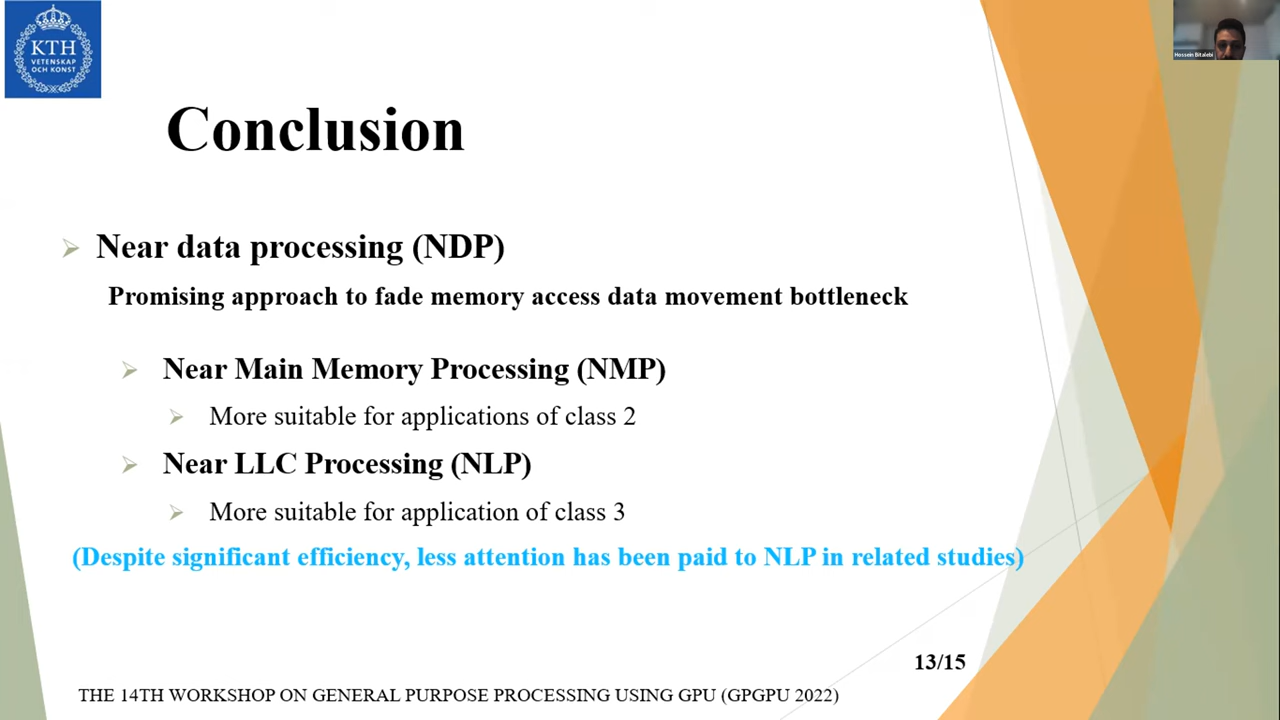 KTH
VETENSKAP
OCH KONST
Hossein Bitalebi
Conclusion
Near data processing (NDP)
Promising approach to fade memory access data movement bottleneck
Near Main Memory Processing (NMP)
More suitable for applications of class 2
Near LLC Processing (NLP)
More suitable for application of class 3
(Despite significant efficiency, less attention has been paid to NLP in related studies)
13/15
THE 14TH WORKSHOP ON GENERAL PURPOSE PROCESSING USING GPU (GPGPU 2022)